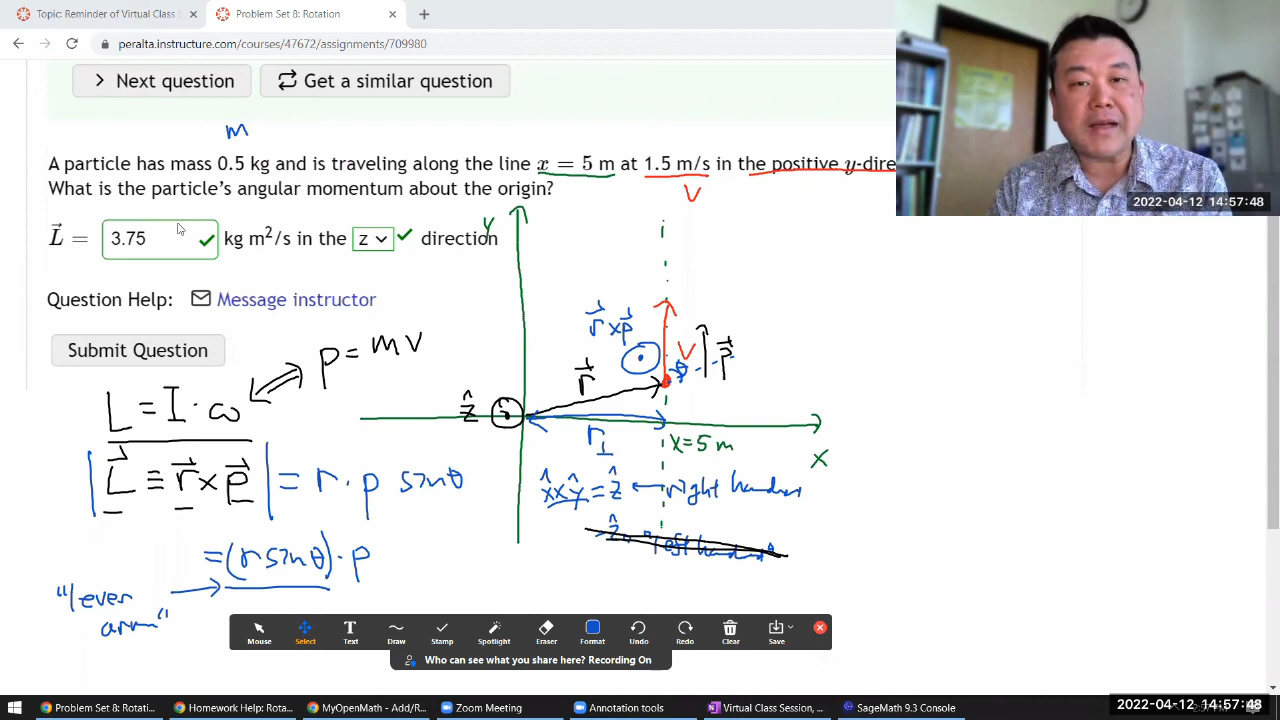 Topic: Reminder of Virtual Class S
Problem Set 8: Rotation
peralta.instructure.com/courses/47672/assignments/709980
Next question
Get a similar question
m
A particle has mass 0.5 kg and is traveling along the line x = 5 m at 1.5 m/s in the positive y-dire
V
What is the particle's angular momentum about the origin?
2022-04-12 14:57:48
L⃗ = 3.75 kg m²/s in the z direction
y
Question Help: Message instructor
Submit Question
p = mv
r⃗ × p⃗
V
p⃗
r⃗
L = I · ω
ẑ
r⊥
x = 5 m
x
|L⃗ ≡ r⃗ × p⃗| = r · p sinθ
x̂ × ŷ = ẑ ← right handed
= (r sinθ) · p
"left handed"
"lever
arm"
Mouse
Select
Text
Draw
Stamp
Spotlight
Eraser
Format
Undo
Redo
Clear
Save
Who can see what you share here? Recording On
Problem Set 8: Rotati...
Homework Help: Rota...
MyOpenMath - Add/R...
Zoom Meeting
Annotation tools
Virtual Class Session, ...
SageMath 9.3 Console
2022-04-12 14:57:48